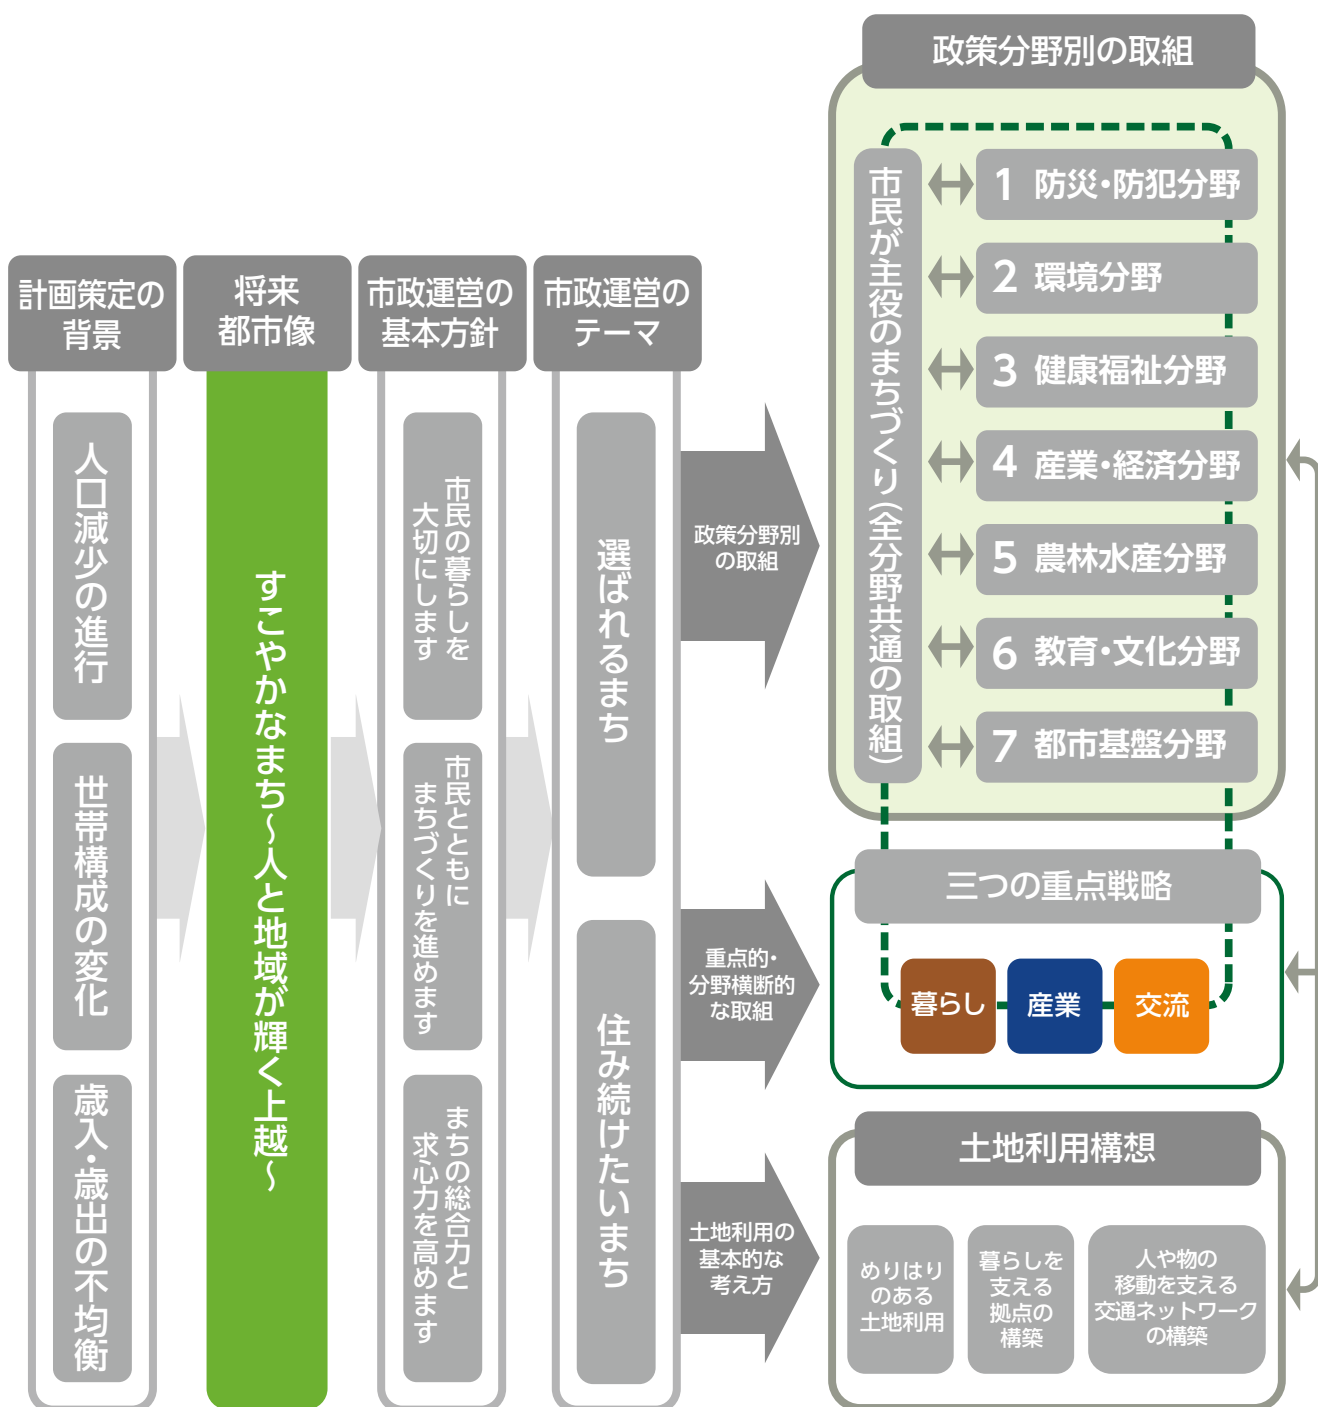 計画策定の
背景
人口減少の進行
世帯構成の変化
歳入・歳出の不均衡
将来
都市像
すこやかなまち～人と地域が輝く上越～
市政運営の
基本方針
市民の暮らしを
大切にします
市民とともに
まちづくりを進めます
まちの総合力と
求心力を高めます
市政運営の
テーマ
選ばれるまち
住み続けたいまち
政策分野別
の取組
重点的・
分野横断的
な取組
土地利用の
基本的な
考え方
政策分野別の取組
市民が主役のまちづくり(全分野共通の取組)
1 防災・防犯分野
2 環境分野
3 健康福祉分野
4 産業・経済分野
5 農林水産分野
6 教育・文化分野
7 都市基盤分野
三つの重点戦略
暮らし
産業
交流
土地利用構想
めりはり
のある
土地利用
暮らしを
支える
拠点の
構築
人や物の
移動を支える
交通ネットワーク
の構築